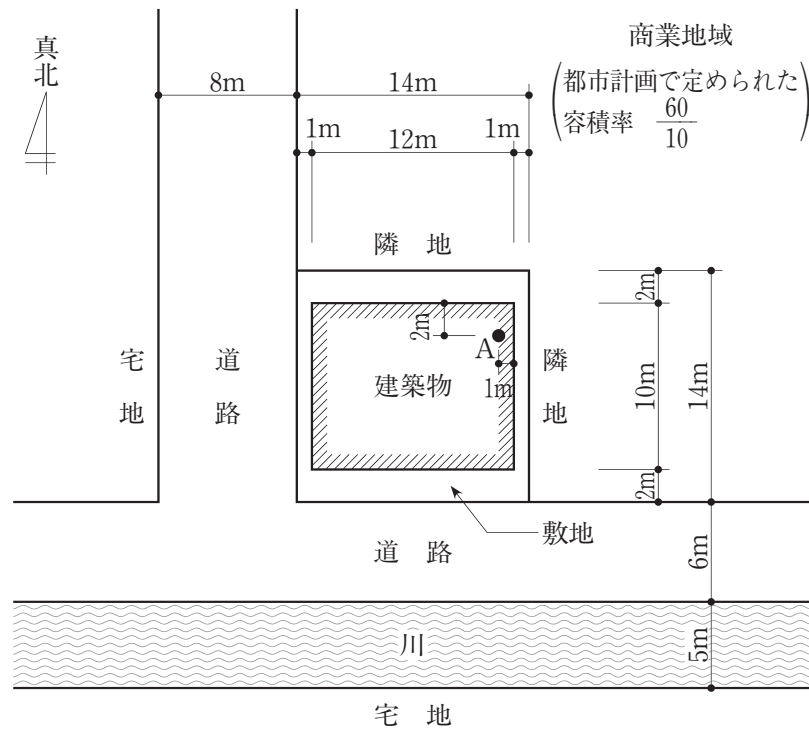 真北
8m
14m
商業地域
(都市計画で定められた
容積率 60/10)
1m
12m
1m
隣地
2m
2m
A
建築物
1m
宅地
道路
隣地
10m
14m
2m
敷地
道路
6m
川
5m
宅地